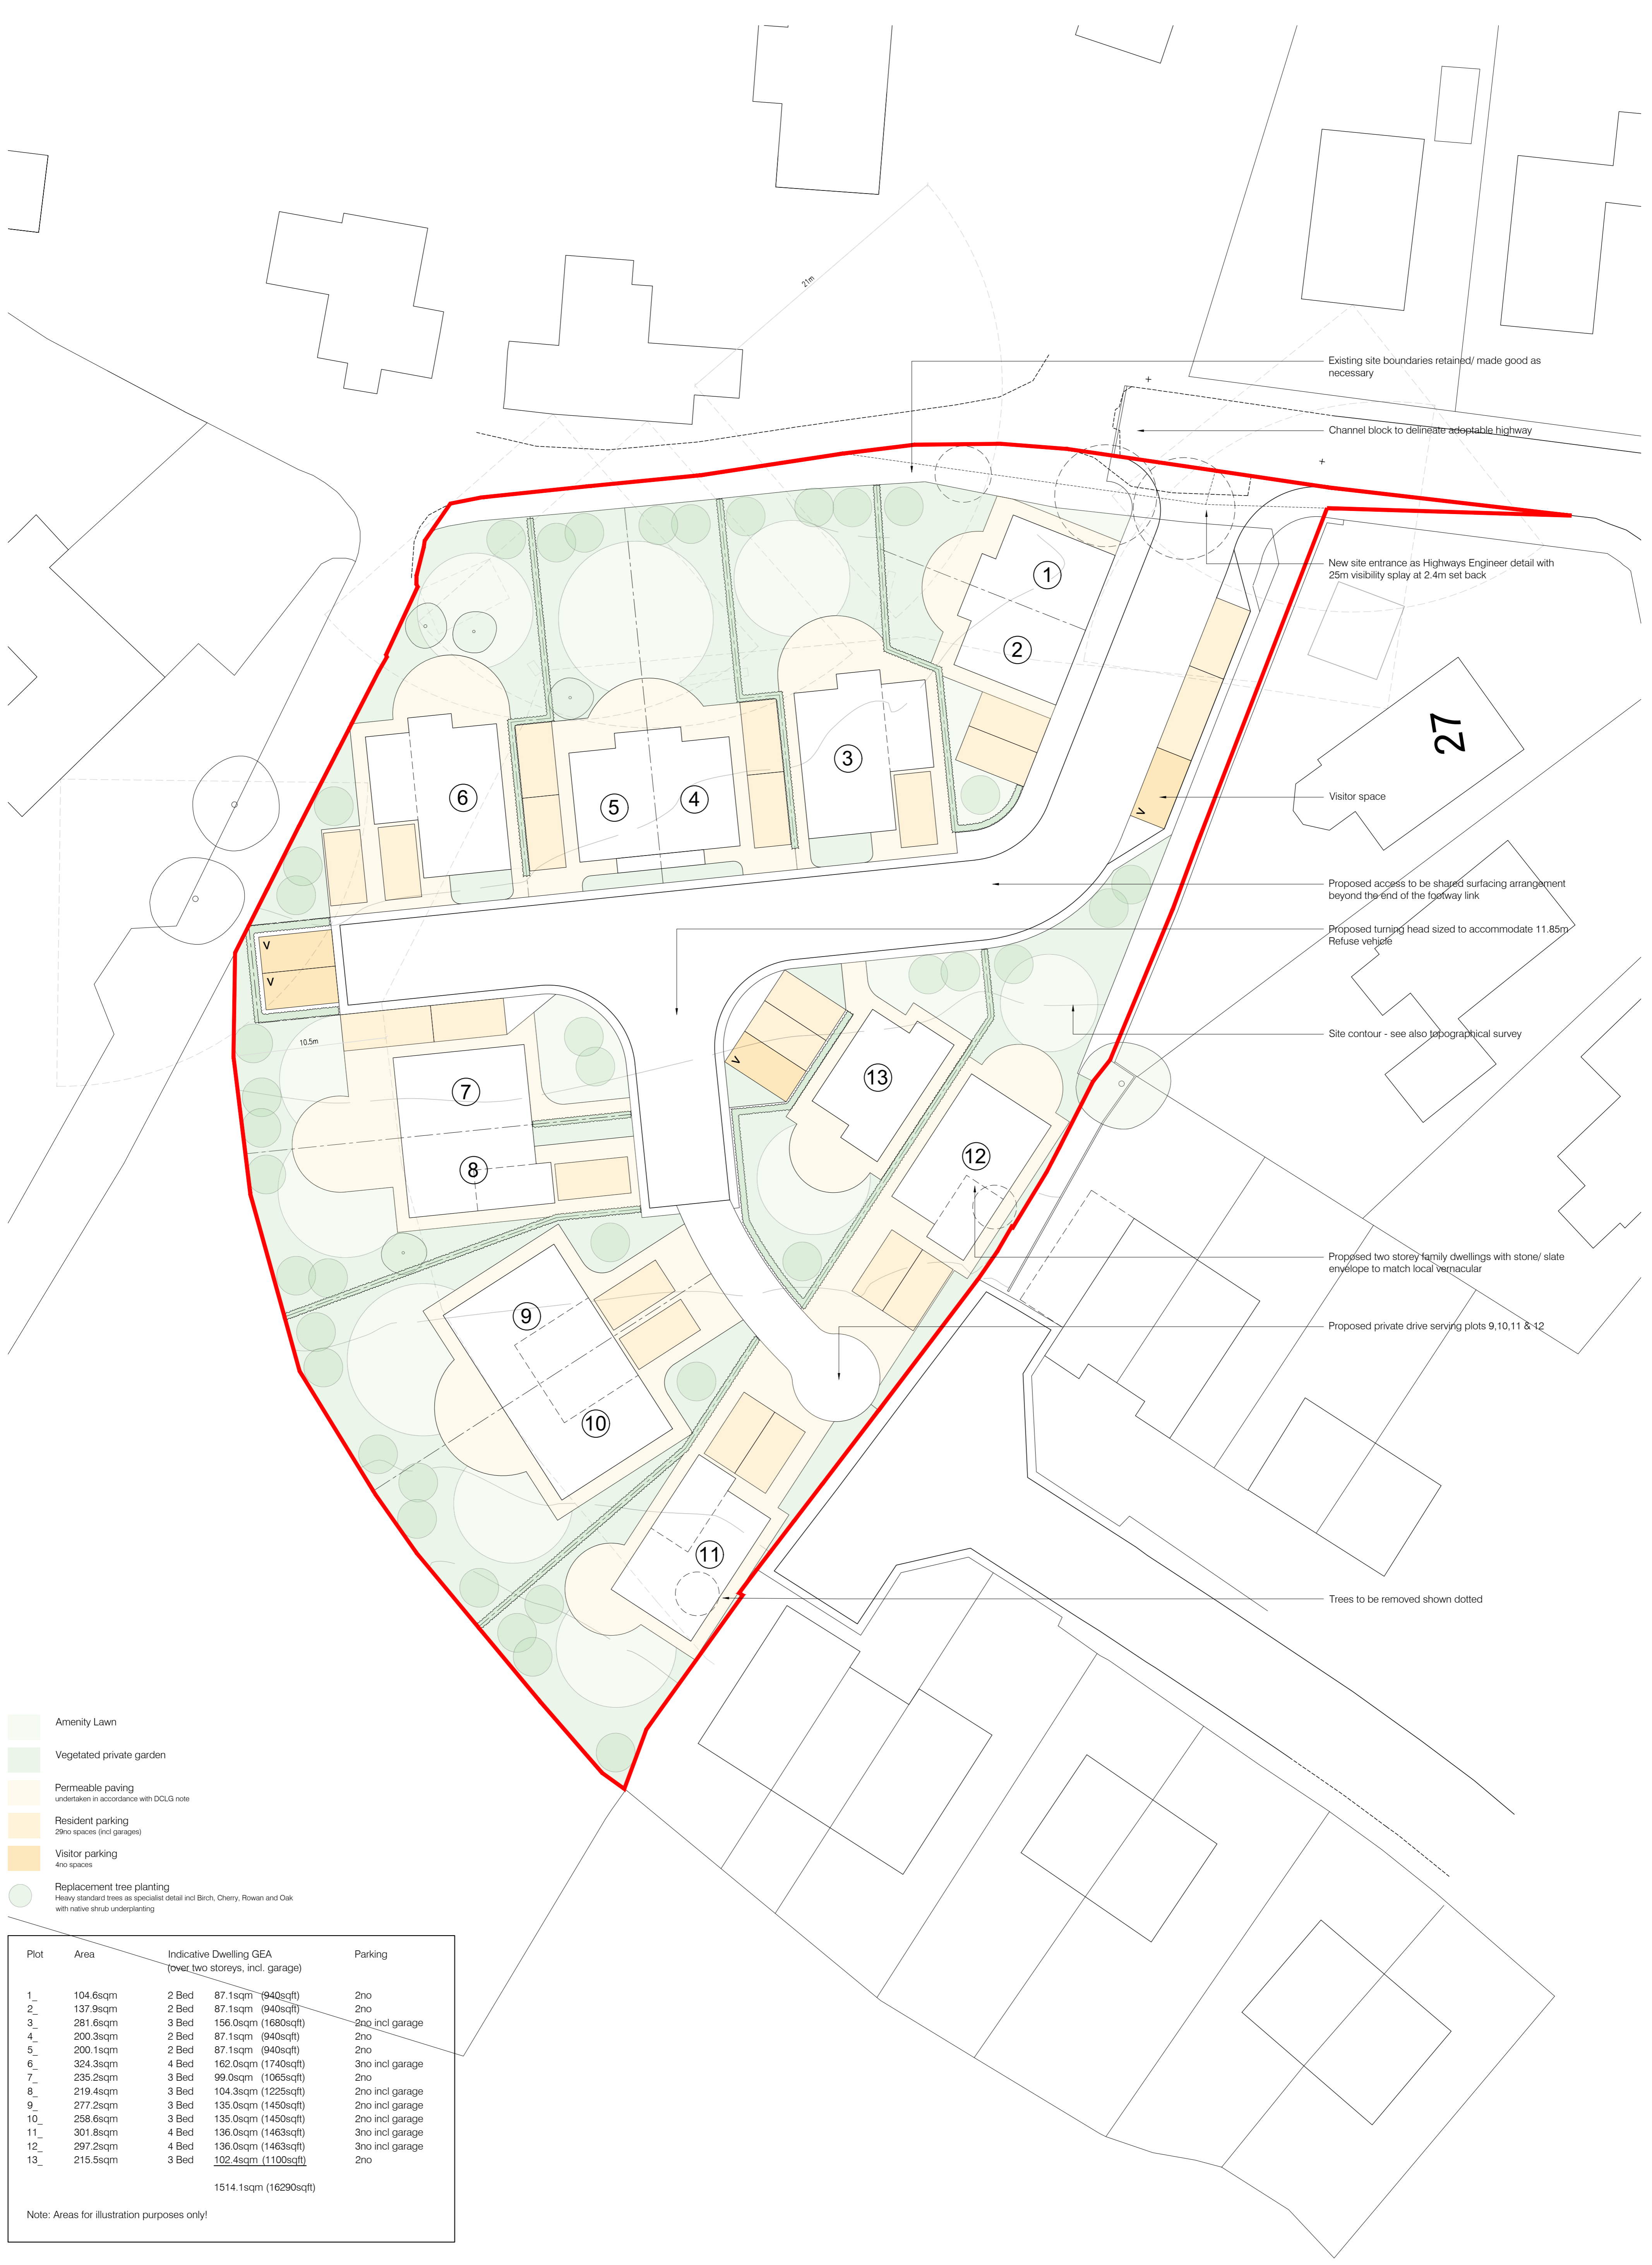 21m
Existing site boundaries retained/ made good as
necessary
Channel block to delineate adoptable highway
New site entrance as Highways Engineer detail with
25m visibility splay at 2.4m set back
1
2
27
3
6
5
4
Visitor space
V
Proposed access to be shared surfacing arrangement
beyond the end of the footway link
Proposed turning head sized to accommodate 11.85m
Refuse vehicle
V
V
10.5m
Site contour - see also topographical survey
V
7
13
8
12
Proposed two storey family dwellings with stone/ slate
envelope to match local vernacular
9
Proposed private drive serving plots 9,10,11 & 12
10
11
Trees to be removed shown dotted
Amenity Lawn
Vegetated private garden
Permeable paving
undertaken in accordance with DCLG note
Resident parking
29no spaces (incl garages)
Visitor parking
4no spaces
Replacement tree planting
Heavy standard trees as specialist detail incl Birch, Cherry, Rowan and Oak
with native shrub underplanting
Plot Area Indicative Dwelling GEA Parking
(over two storeys, incl. garage)
1_ 104.6sqm 2 Bed 87.1sqm (940sqft) 2no
2_ 137.9sqm 2 Bed 87.1sqm (940sqft) 2no
3_ 281.6sqm 3 Bed 156.0sqm (1680sqft) 2no incl garage
4_ 200.3sqm 2 Bed 87.1sqm (940sqft) 2no
5_ 200.1sqm 2 Bed 87.1sqm (940sqft) 2no
6_ 324.3sqm 4 Bed 162.0sqm (1740sqft) 3no incl garage
7_ 235.2sqm 3 Bed 99.0sqm (1065sqft) 2no
8_ 219.4sqm 3 Bed 104.3sqm (1225sqft) 2no incl garage
9_ 277.2sqm 3 Bed 135.0sqm (1450sqft) 2no incl garage
10_ 258.6sqm 3 Bed 135.0sqm (1450sqft) 2no incl garage
11_ 301.8sqm 4 Bed 136.0sqm (1463sqft) 3no incl garage
12_ 297.2sqm 4 Bed 136.0sqm (1463sqft) 3no incl garage
13_ 215.5sqm 3 Bed 102.4sqm (1100sqft) 2no
1514.1sqm (16290sqft)
Note: Areas for illustration purposes only!